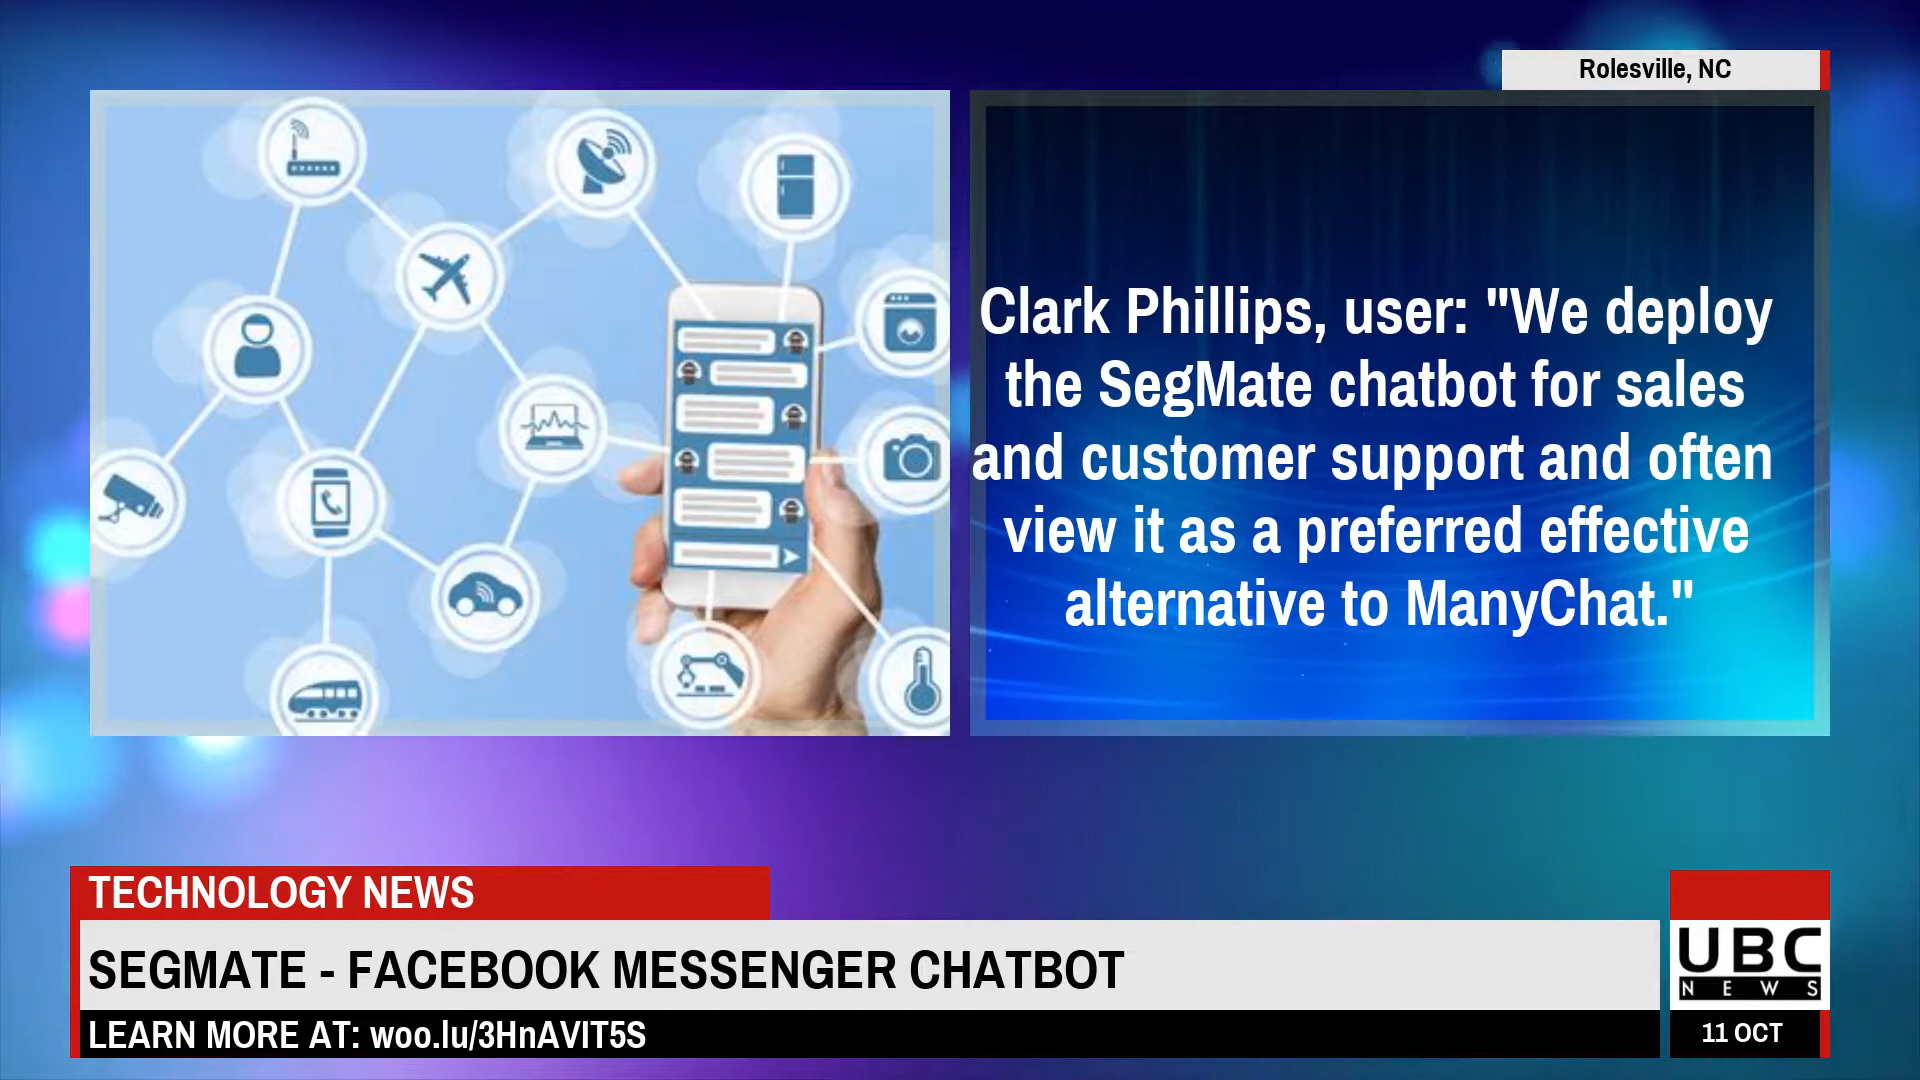 Rolesville, NC
Clark Phillips, user: "We deploy
the SegMate chatbot for sales
and customer support and often
view it as a preferred effective
alternative to ManyChat."
TECHNOLOGY NEWS
SEGMATE - FACEBOOK MESSENGER CHATBOT
LEARN MORE AT: woo.lu/3HnAVIT5S
UBC
NEWS
11 OCT